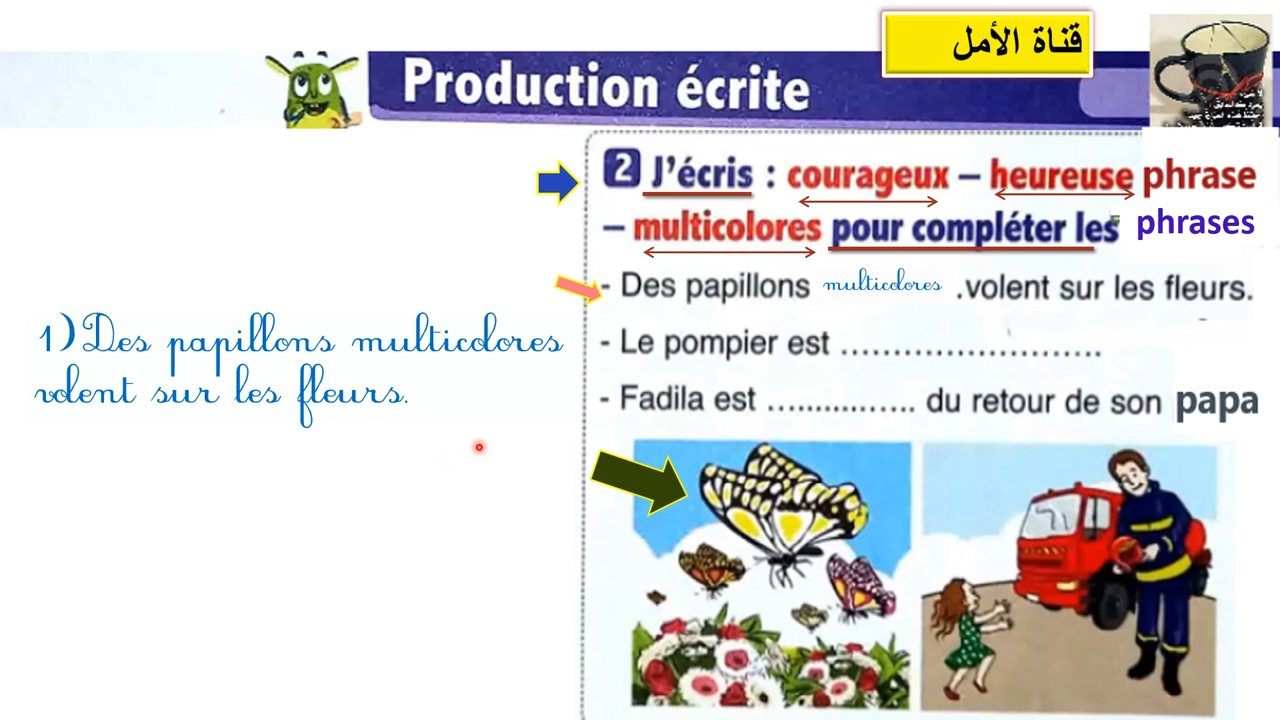 قناة الأمل
Production écrite
2 J'écris : courageux – heureuse phrase
– multicolores pour compléter les phrases
- Des papillons multicolores .volent sur les fleurs.
- Le pompier est ..........................
- Fadila est ............... du retour de son papa
1) Des papillons multicolores
volent sur les fleurs.